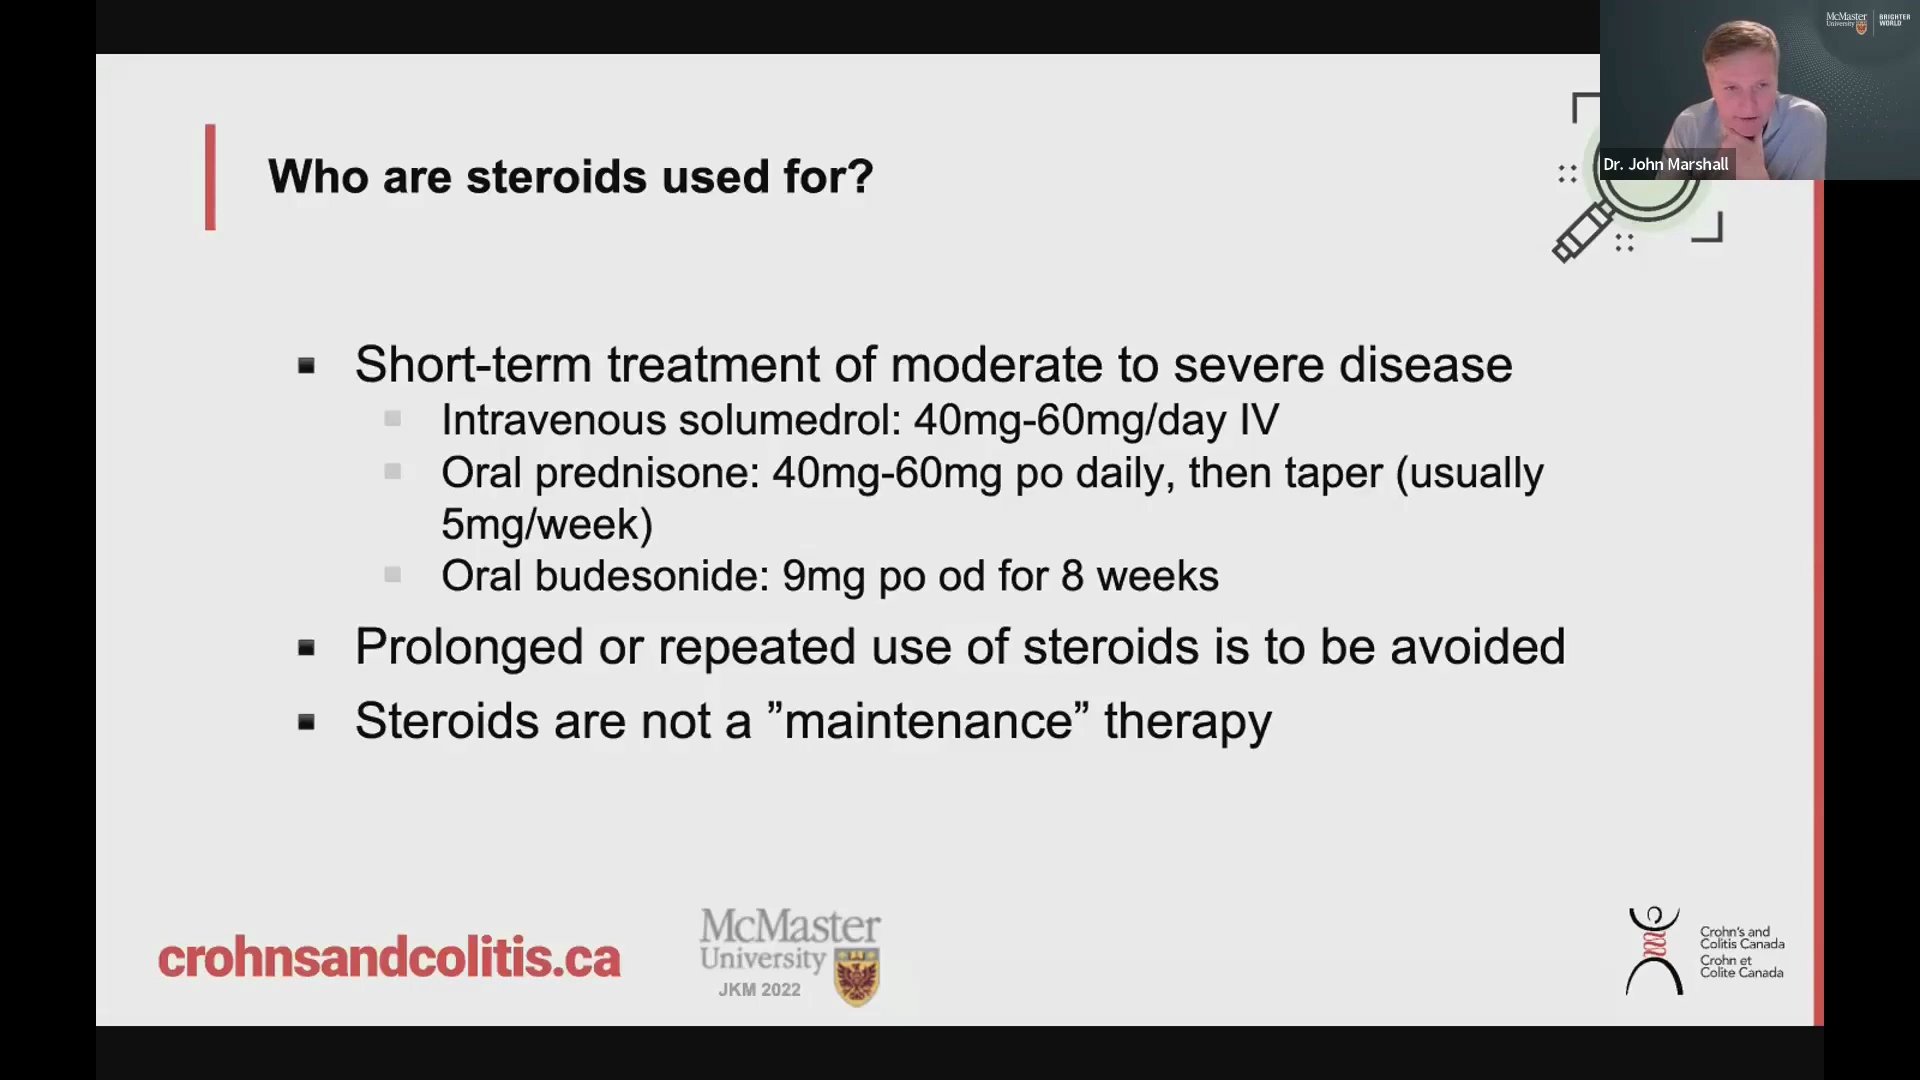 McMaster
University
BRIGHTER
WORLD
Dr. John Marshall
Who are steroids used for?
Short-term treatment of moderate to severe disease
Intravenous solumedrol: 40mg-60mg/day IV
Oral prednisone: 40mg-60mg po daily, then taper (usually
5mg/week)
Oral budesonide: 9mg po od for 8 weeks
Prolonged or repeated use of steroids is to be avoided
Steroids are not a ”maintenance” therapy
crohnsandcolitis.ca
McMaster
University
JKM 2022
Crohn's and
Colitis Canada
Crohn et
Colite Canada